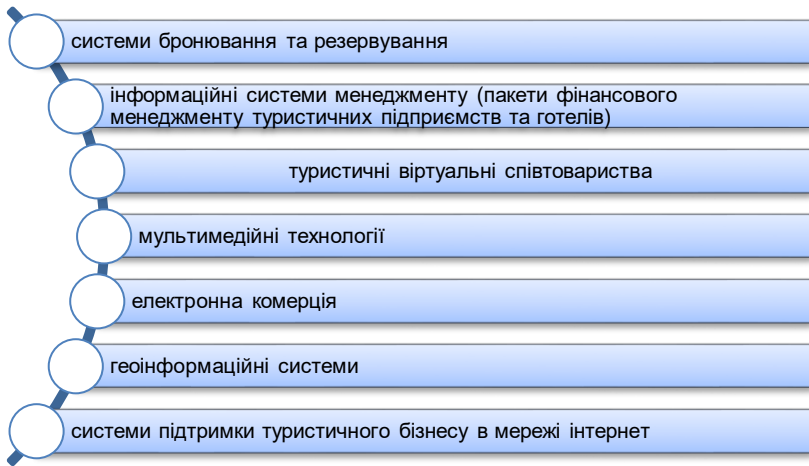 системи бронювання та резервування
інформаційні системи менеджменту (пакети фінансового
менеджменту туристичних підприємств та готелів)
туристичні віртуальні співтовариства
мультимедійні технології
електронна комерція
геоінформаційні системи
системи підтримки туристичного бізнесу в мережі інтернет